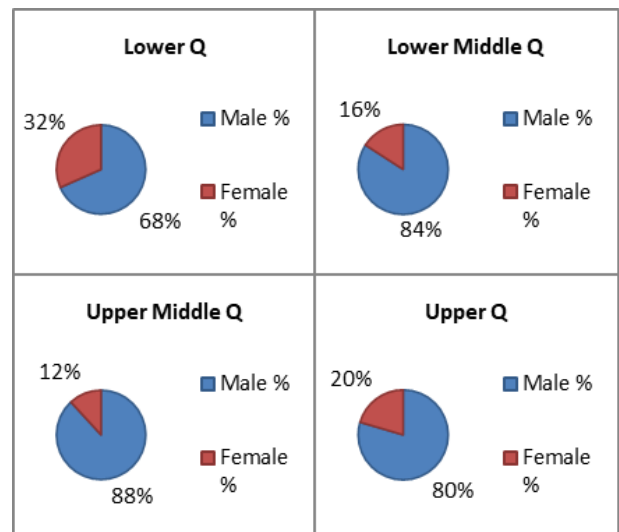 Lower Q
32%
Male %
Female
%
68%
Lower Middle Q
16%
Male %
Female
%
84%
Upper Middle Q
12%
Male %
Female
%
88%
Upper Q
20%
Male %
Female
%
80%